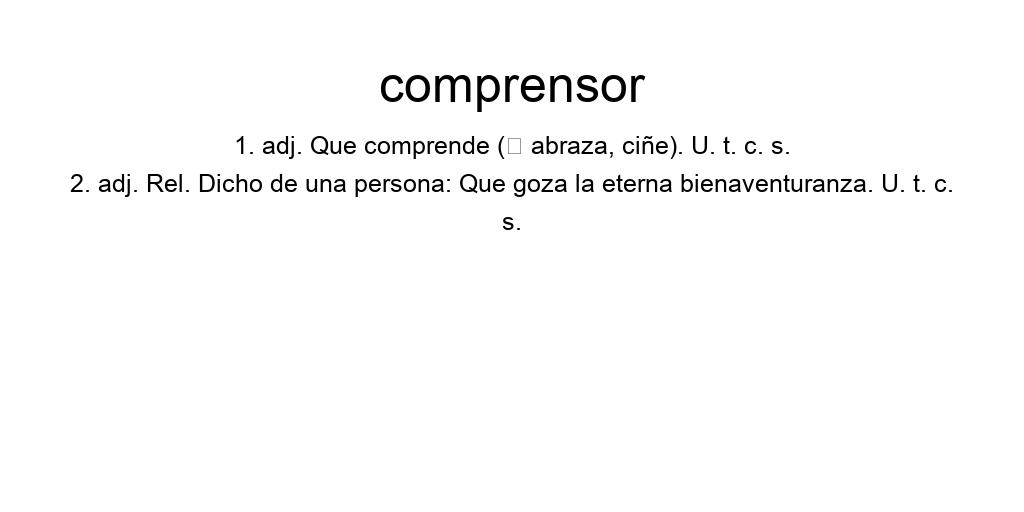 comprensor
1. adj. Que comprende (□ abraza, ciñe). U. t. c. s.
2. adj. Rel. Dicho de una persona: Que goza la eterna bienaventuranza. U. t. c.
s.